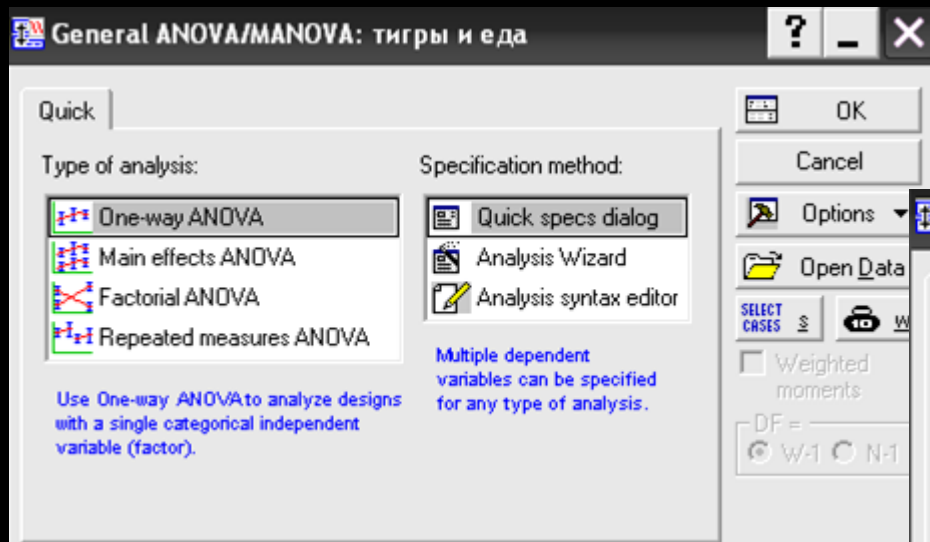 General ANOVA/MANOVA: тигры и еда
Quick
Type of analysis:
One-way ANOVA
Main effects ANOVA
Factorial ANOVA
Repeated measures ANOVA
Use One-way ANOVA to analyze designs
with a single categorical independent
variable (factor).
Specification method:
Quick specs dialog
Analysis Wizard
Analysis syntax editor
Multiple dependent
variables can be specified
for any type of analysis.
OK
Cancel
Options
Open Data
SELECT
CASES S
W
Weighted
moments
DF =
W-1 N-1